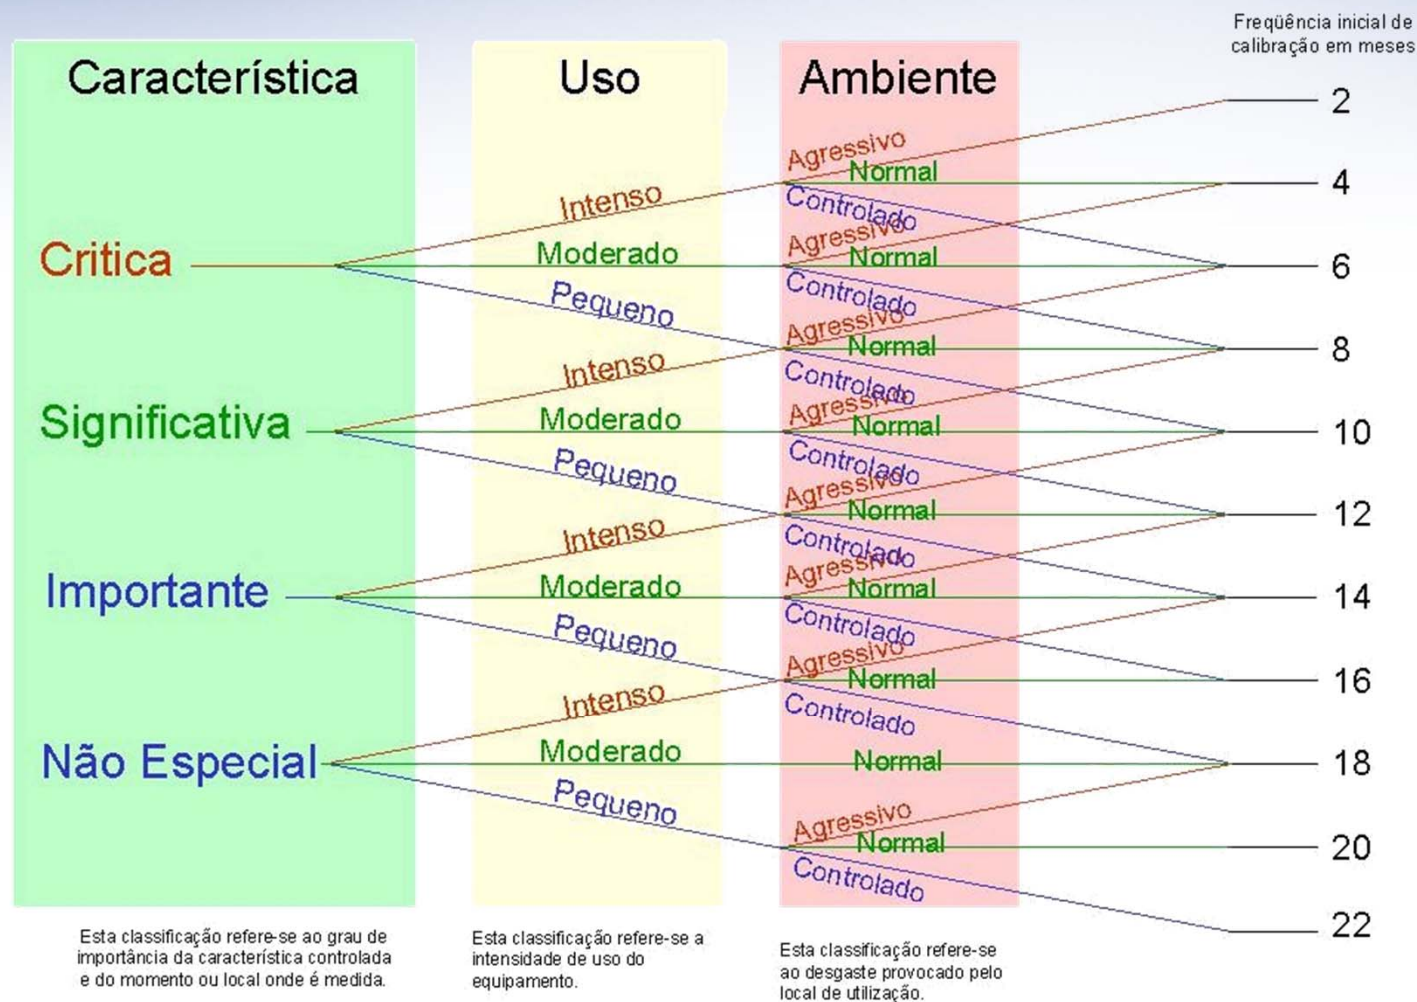 Freqüência inicial de
calibração em meses
Característica
Uso
Ambiente
2
Agressivo
Normal
4
Intenso
Controlado
Agressivo
Critica
Moderado
Normal
6
Pequeno
Controlado
Agressivo
Normal
8
Intenso
Controlado
Agressivo
Significativa
Moderado
Normal
10
Pequeno
Controlado
Agressivo
Normal
12
Intenso
Controlado
Agressivo
Importante
Moderado
Normal
14
Pequeno
Controlado
Agressivo
Normal
16
Intenso
Controlado
Não Especial
Moderado
Normal
18
Pequeno
Agressivo
Normal
20
Controlado
22
Esta classificação refere-se ao grau de
importância da característica controlada
e do momento ou local onde é medida.
Esta classificação refere-se a
intensidade de uso do
equipamento.
Esta classificação refere-se
ao desgaste provocado pelo
local de utilização.